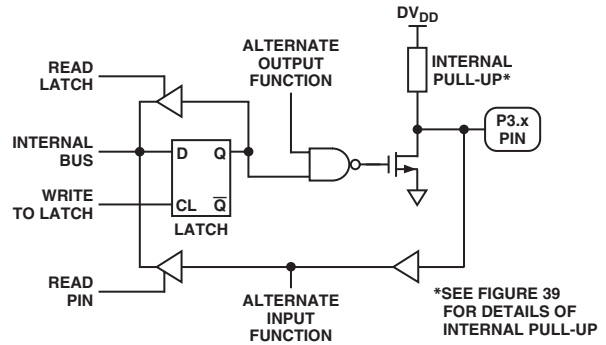 DVDD
ALTERNATE
OUTPUT
FUNCTION
READ
LATCH
INTERNAL
PULL-UP*
P3.x
PIN
INTERNAL
BUS
D Q
WRITE
TO LATCH
CL Q̅
LATCH
READ
PIN
ALTERNATE
INPUT
FUNCTION
*SEE FIGURE 39
FOR DETAILS OF
INTERNAL PULL-UP